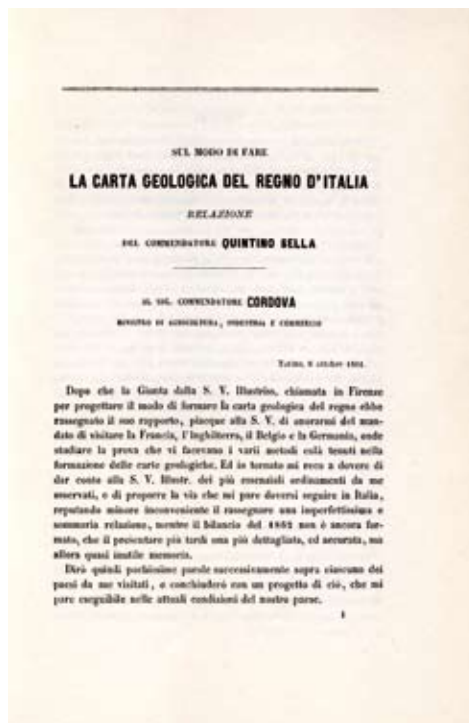 SUL MODO DI FARE
LA CARTA GEOLOGICA DEL REGNO D'ITALIA
RELAZIONE
DEL COMMENDATORE QUINTINO SELLA
AL SIG. COMMENDATORE CORDOVA
MINISTRO DI AGRICOLTURA, INDUSTRIA E COMMERCIO
Torino, ottobre 1861.
Dopo che la Giunta dalla S. V. Illustriss. chiamata in Firenze
per progettare il modo di formare la carta geologica del regno ebbe
rassegnato il suo rapporto, piacque alla S. V. di onorarmi del man-
dato di visitare la Francia, l'Inghilterra, il Belgio e la Germania, onde
studiare la prova che vi facevano i varii metodi colà tenuti nella
formazione delle carte geologiche. Ed io tornato mi reco a dovere di
dar conto alla S. V. Illustr. dei più essenziali ordinamenti da me
osservati, e di proporre la via che mi pare doversi seguire in Italia,
reputando minore inconveniente il rassegnare una imperfettissima e
sommaria relazione, mentre il bilancio del 1862 non è ancora for-
mato, che il presentare più tardi una più dettagliata, ed accurata, ma
allora quasi inutile memoria.
Dirò quindi pochissime parole successivamente sopra ciascuno dei
paesi da me visitati, e conchiuderò con un progetto di ciò, che mi
pare eseguibile nelle attuali condizioni del nostro paese.
1